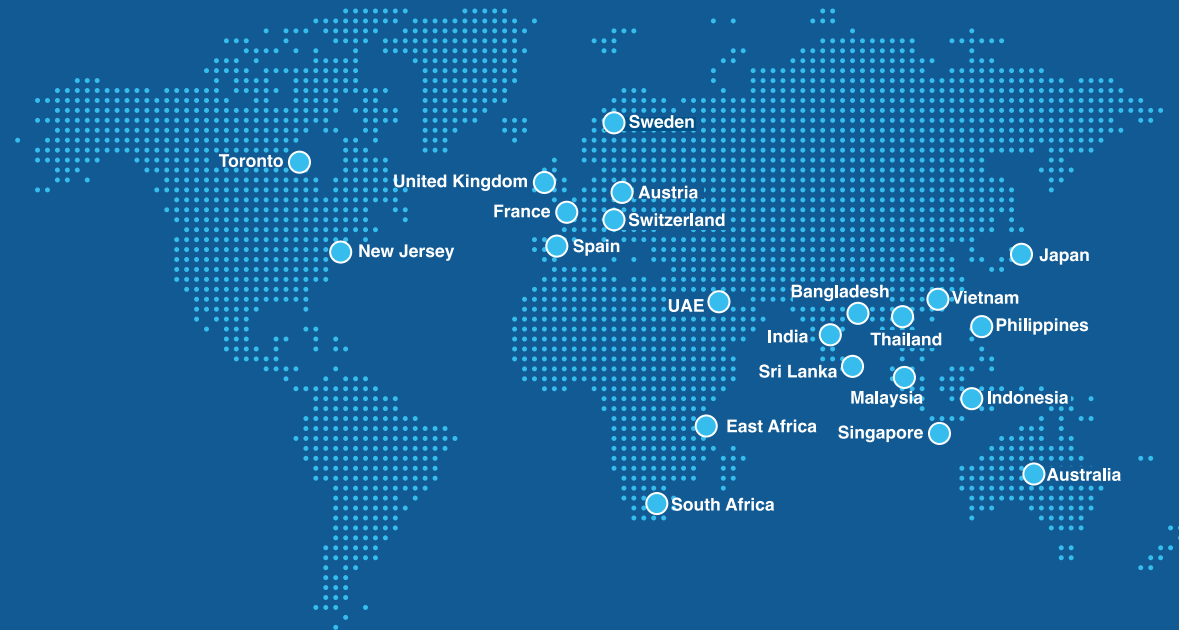 Sweden
Toronto
United Kingdom
Austria
France
Switzerland
Spain
New Jersey
Japan
Bangladesh
Vietnam
UAE
Philippines
India
Thailand
Sri Lanka
Malaysia
Indonesia
East Africa
Singapore
Australia
South Africa